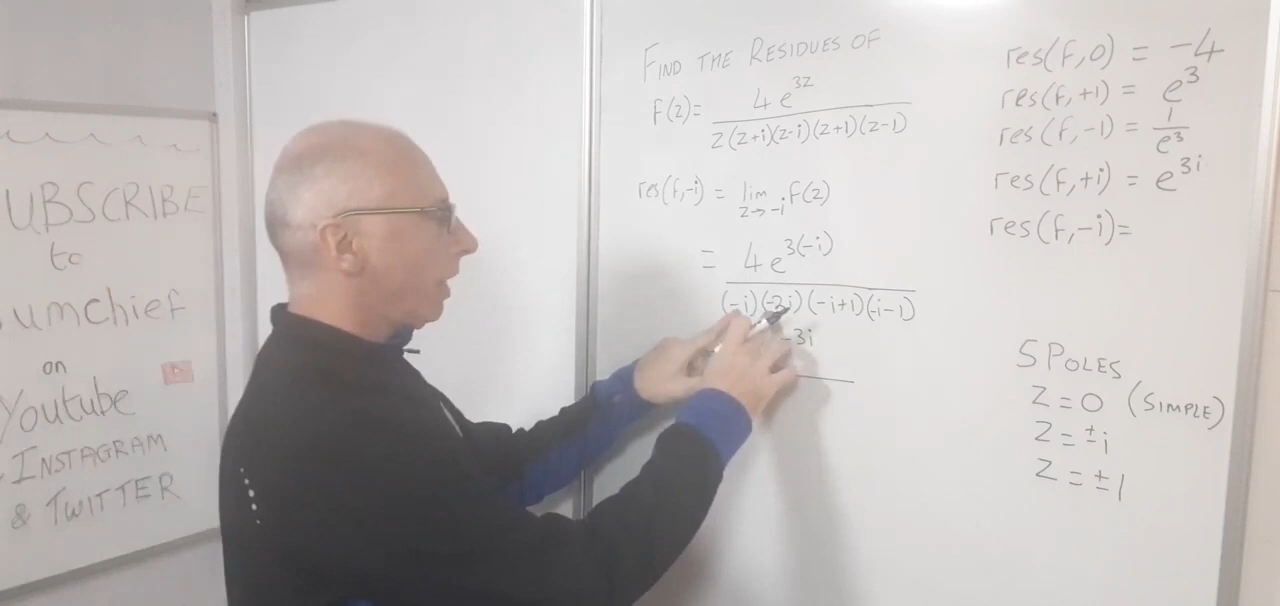 UBSCRIBE
to
umchief
on
Youtube
INSTAGRAM
& TWITTER
FIND THE RESIDUES OF
f(z)= 4e^{3z} / z(z+i)(z-i)(z+1)(z-1)
res(f,-i) = lim_{z→-i} f(z)
= 4e^{3(-i)} / (-i)(-2i)(-i+1)(-i-1)
-3i
res(f,0) = -4
res(f,+1) = e^3
res(f,-1) = 1/e^3
res(f,+i) = e^{3i}
res(f,-i)=
5 POLES
Z=0 (SIMPLE)
Z=±i
Z=±1